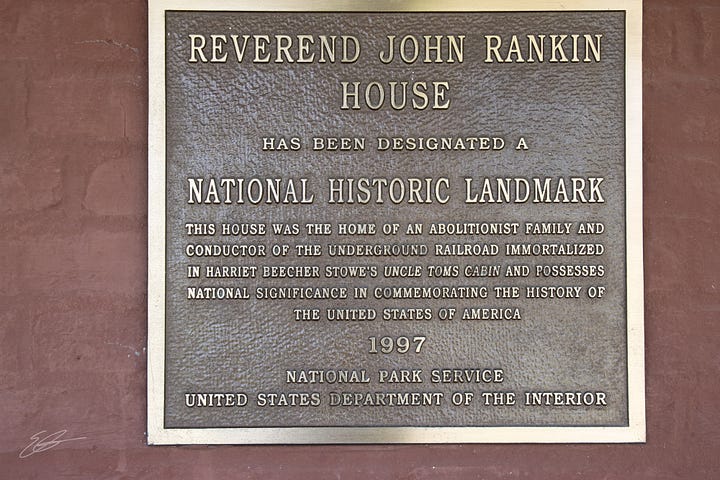 REVEREND JOHN RANKIN
HOUSE
HAS BEEN DESIGNATED A
NATIONAL HISTORIC LANDMARK
THIS HOUSE WAS THE HOME OF AN ABOLITIONIST FAMILY AND
CONDUCTOR OF THE UNDERGROUND RAILROAD IMMORTALIZED
IN HARRIET BEECHER STOWE'S UNCLE TOMS CABIN AND POSSESSES
NATIONAL SIGNIFICANCE IN COMMEMORATING THE HISTORY OF
THE UNITED STATES OF AMERICA
1997
NATIONAL PARK SERVICE
UNITED STATES DEPARTMENT OF THE INTERIOR